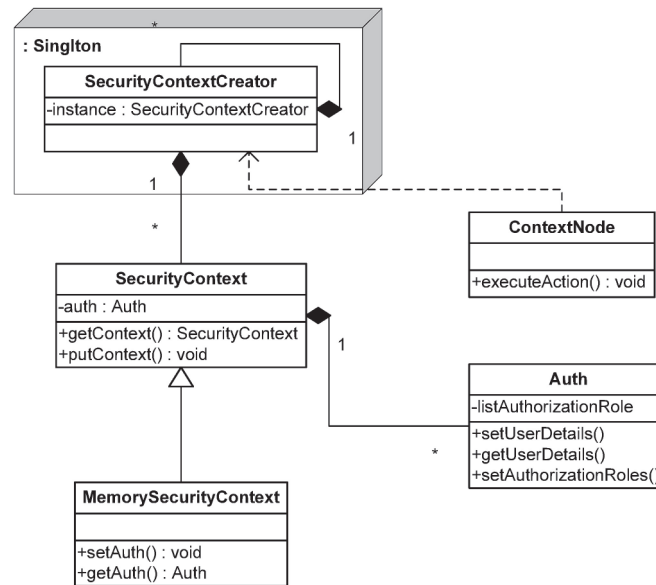 *
: Singlton
SecurityContextCreator
-instance : SecurityContextCreator
1
1
*
ContextNode
+executeAction() : void
SecurityContext
-auth : Auth
+getContext() : SecurityContext
+putContext() : void
1
Auth
-listAuthorizationRole
+setUserDetails()
+getUserDetails()
+setAuthorizationRoles()
*
MemorySecurityContext
+setAuth() : void
+getAuth() : Auth